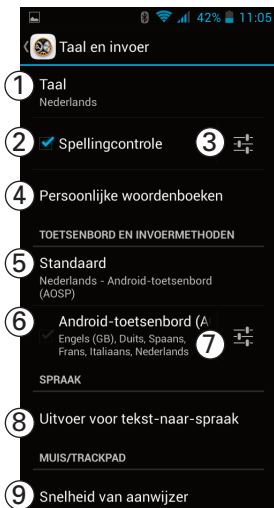 42% 11:05
Taal en invoer
1 Taal
Nederlands
2 Spellingcontrole 3
4 Persoonlijke woordenboeken
TOETSENBORD EN INVOERMETHODEN
5 Standaard
Nederlands - Android-toetsenbord
(AOSP)
6 Android-toetsenbord (A
Engels (GB), Duits, Spaans,
Frans, Italiaans, Nederlands 7
SPRAAK
8 Uitvoer voor tekst-naar-spraak
MUIS/TRACKPAD
9 Snelheid van aanwijzer